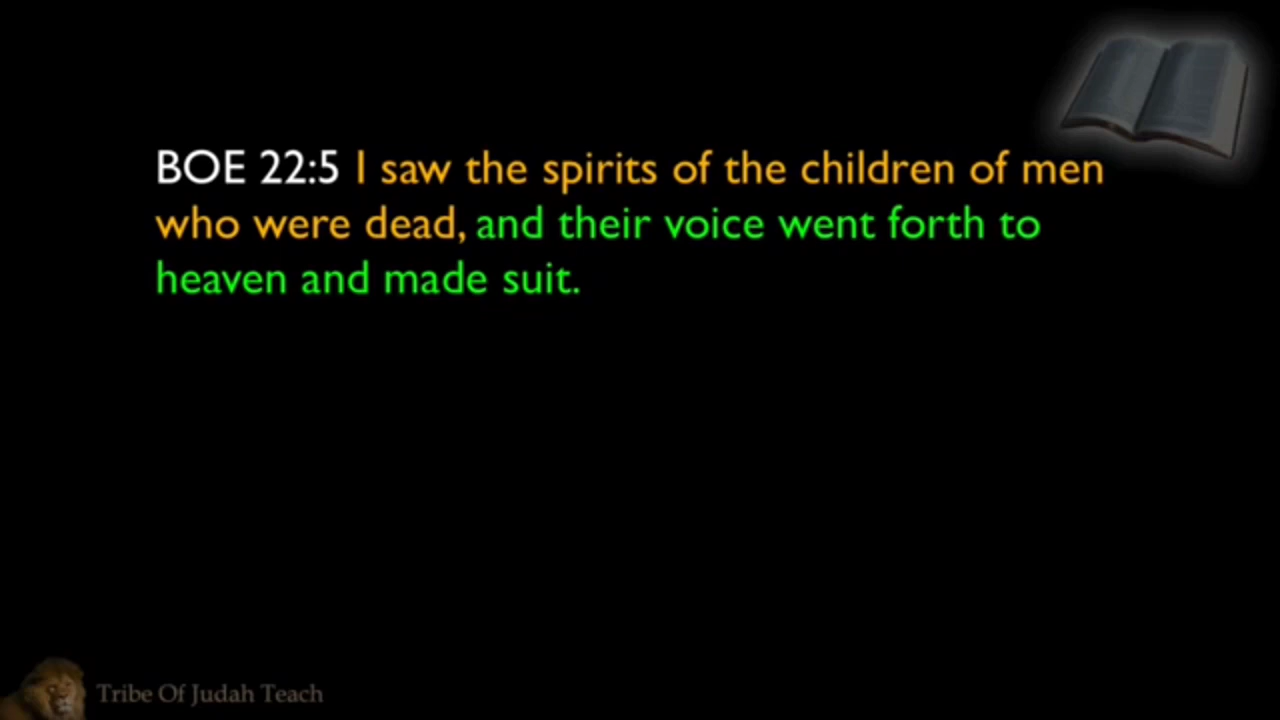 BOE 22:5 I saw the spirits of the children of men
who were dead, and their voice went forth to
heaven and made suit.
Tribe Of Judah Teach